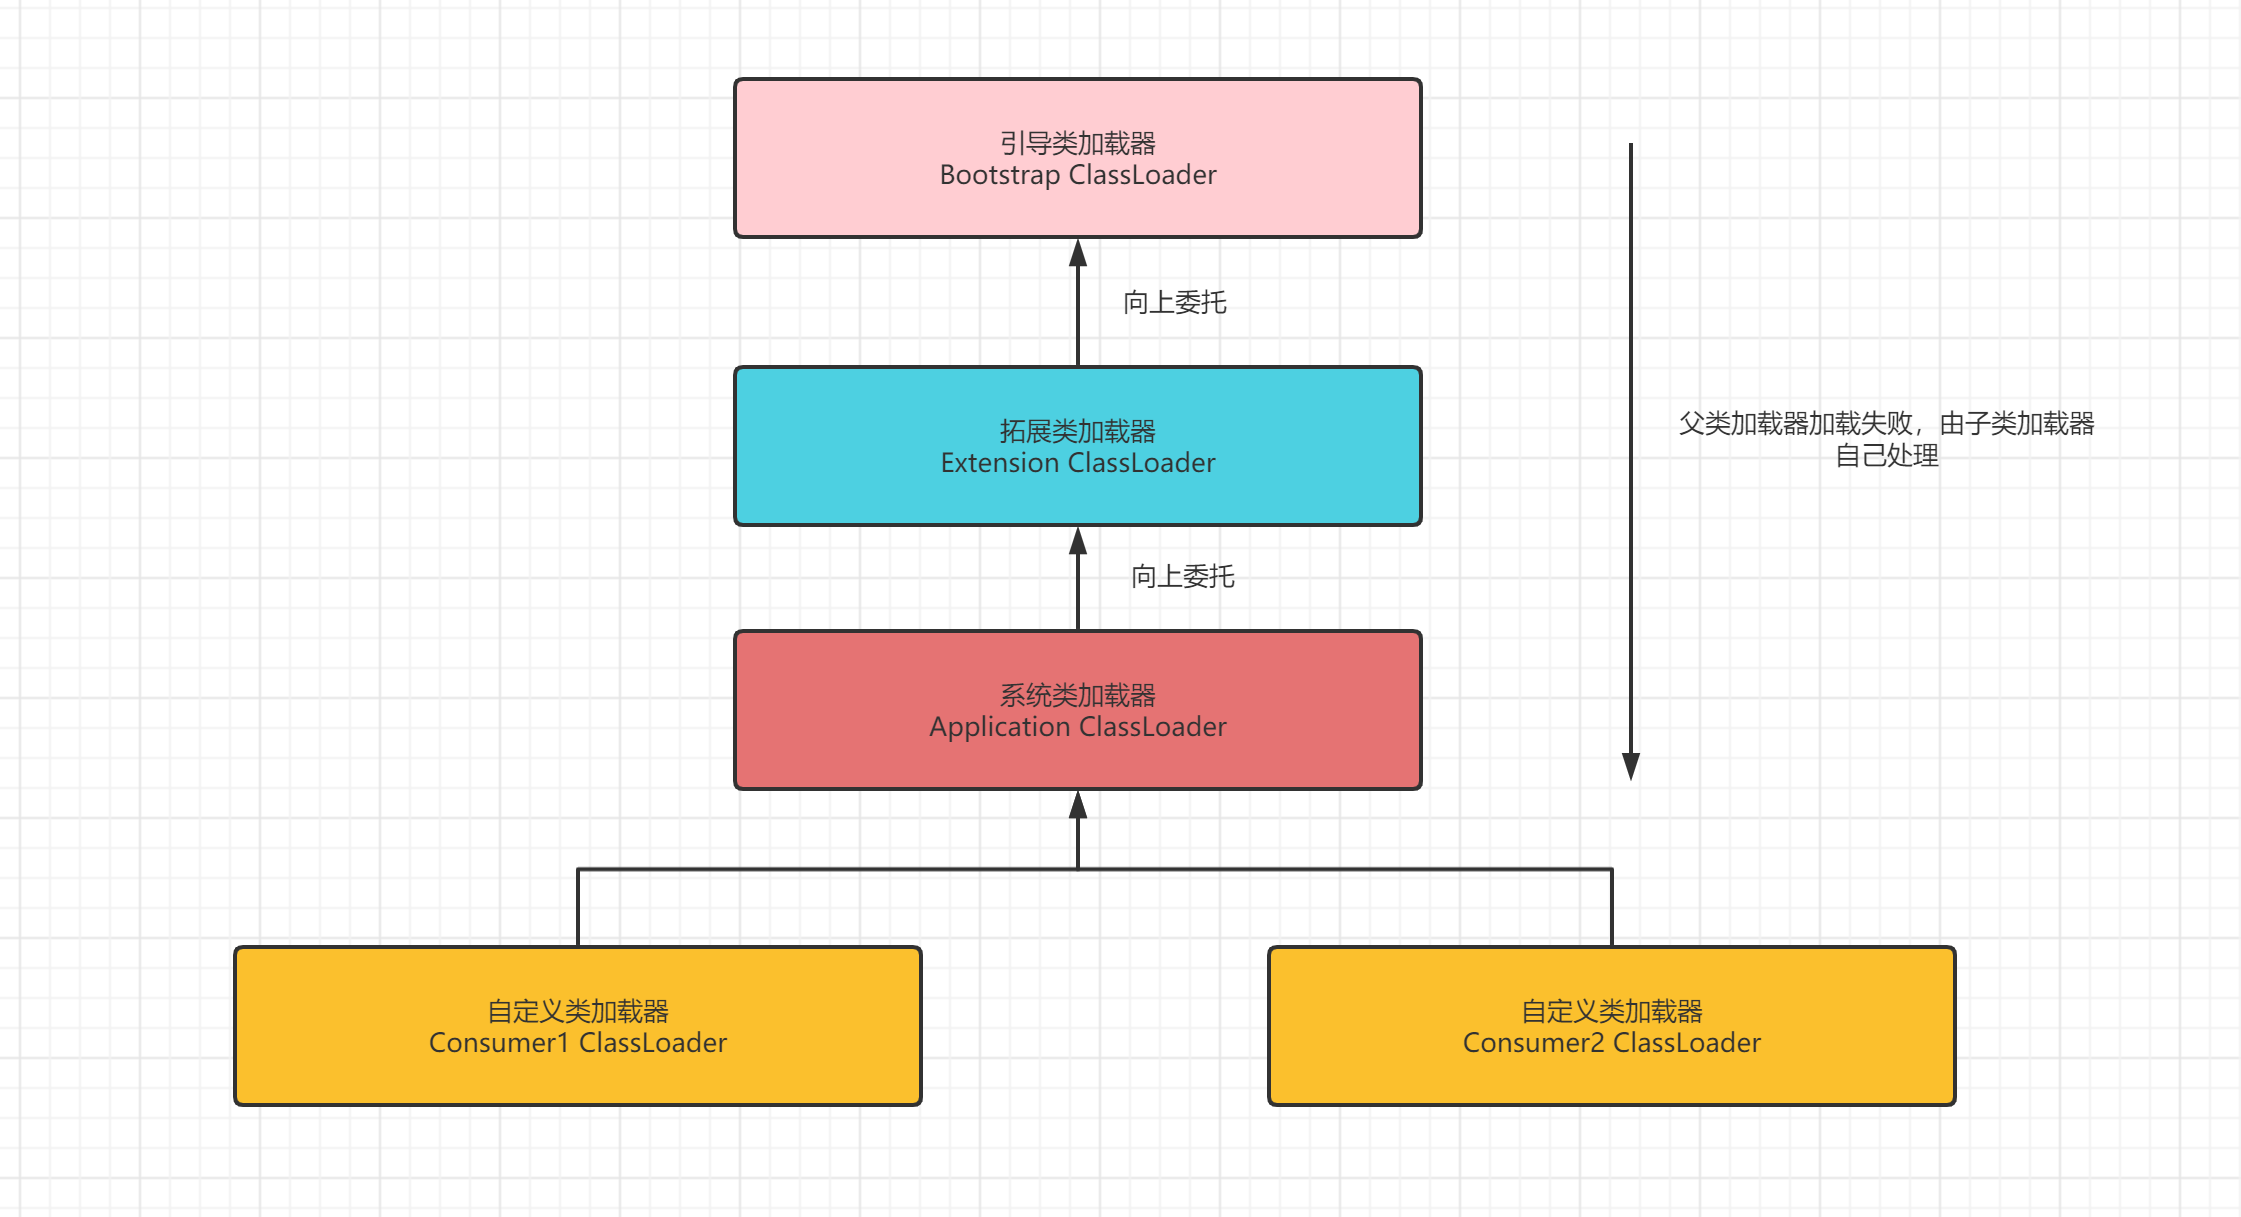 引导类加载器
Bootstrap ClassLoader
向上委托
拓展类加载器
Extension ClassLoader
父类加载器加载失败，由子类加载器
自己处理
向上委托
系统类加载器
Application ClassLoader
自定义类加载器
Consumer1 ClassLoader
自定义类加载器
Consumer2 ClassLoader